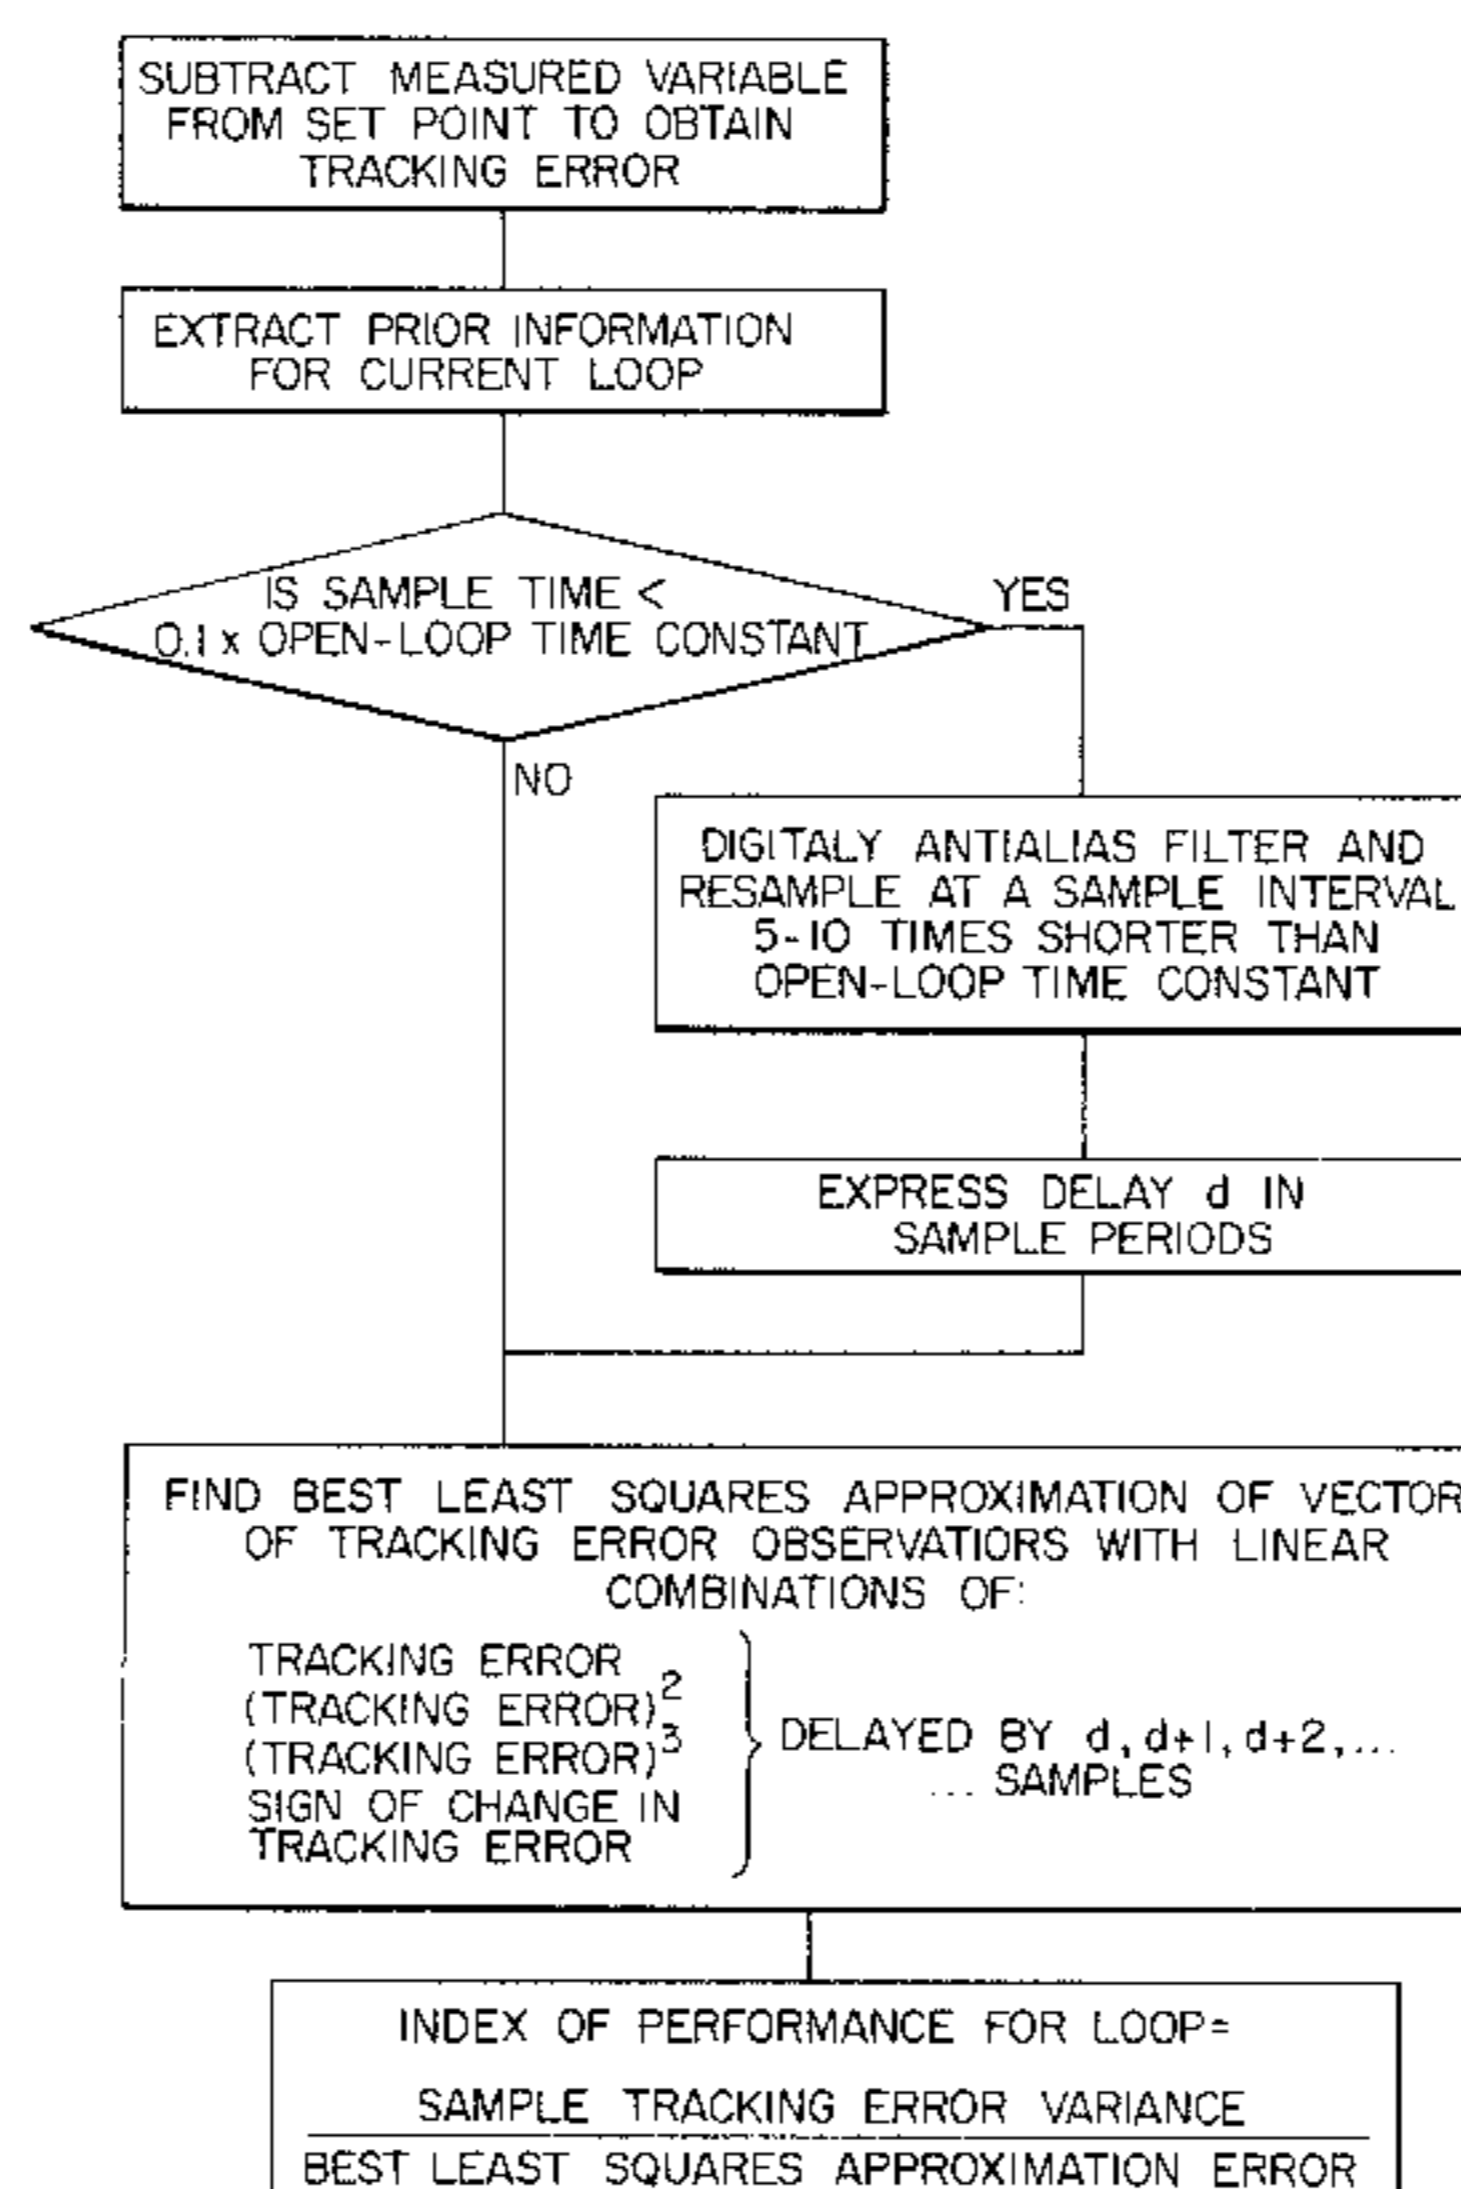 SUBTRACT MEASURED VARIABLE
FROM SET POINT TO OBTAIN
TRACKING ERROR
EXTRACT PRIOR INFORMATION
FOR CURRENT LOOP
IS SAMPLE TIME <
0.1 x OPEN-LOOP TIME CONSTANT
YES
NO
DIGITALY ANTIALIAS FILTER AND
RESAMPLE AT A SAMPLE INTERVAL
5-10 TIMES SHORTER THAN
OPEN-LOOP TIME CONSTANT
EXPRESS DELAY d IN
SAMPLE PERIODS
FIND BEST LEAST SQUARES APPROXIMATION OF VECTOR
OF TRACKING ERROR OBSERVATIORS WITH LINEAR
COMBINATIONS OF:
TRACKING ERROR
(TRACKING ERROR)²
(TRACKING ERROR)³
SIGN OF CHANGE IN
TRACKING ERROR
DELAYED BY d, d+1, d+2, ...
... SAMPLES
INDEX OF PERFORMANCE FOR LOOP=
SAMPLE TRACKING ERROR VARIANCE
BEST LEAST SQUARES APPROXIMATION ERROR